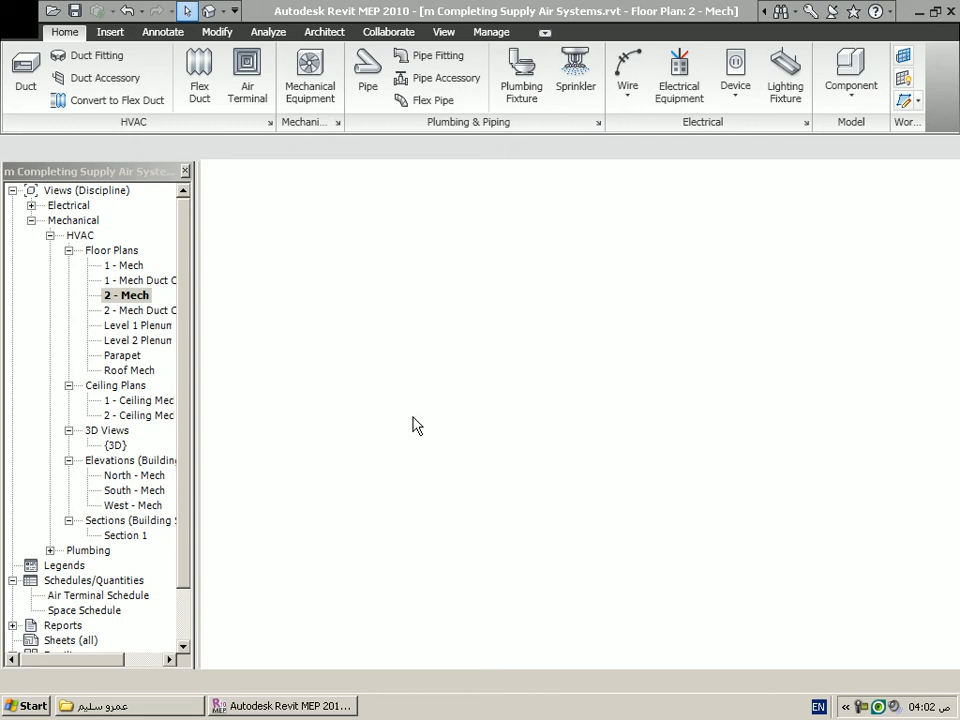 Autodesk Revit MEP 2010 - [m Completing Supply Air Systems.rvt - Floor Plan: 2 - Mech]
Home Insert Annotate Modify Analyze Architect Collaborate View Manage
Duct
Duct Fitting
Duct Accessory
Convert to Flex Duct
Flex
Duct
Air
Terminal
Mechanical
Equipment
Pipe
Pipe Fitting
Pipe Accessory
Flex Pipe
Plumbing
Fixture
Sprinkler
Wire
Electrical
Equipment
Device
Lighting
Fixture
Component
HVAC
Mechani...
Plumbing & Piping
Electrical
Model
Wor...
m Completing Supply Air Syste...
Views (Discipline)
Electrical
Mechanical
HVAC
Floor Plans
1 - Mech
1 - Mech Duct C
2 - Mech
2 - Mech Duct C
Level 1 Plenum
Level 2 Plenum
Parapet
Roof Mech
Ceiling Plans
1 - Ceiling Mec
2 - Ceiling Mec
3D Views
{3D}
Elevations (Building
North - Mech
South - Mech
West - Mech
Sections (Building S
Section 1
Plumbing
Legends
Schedules/Quantities
Air Terminal Schedule
Space Schedule
Reports
Sheets (all)
Start
عمرو سليم
Autodesk Revit MEP 201...
EN
04:02 ص